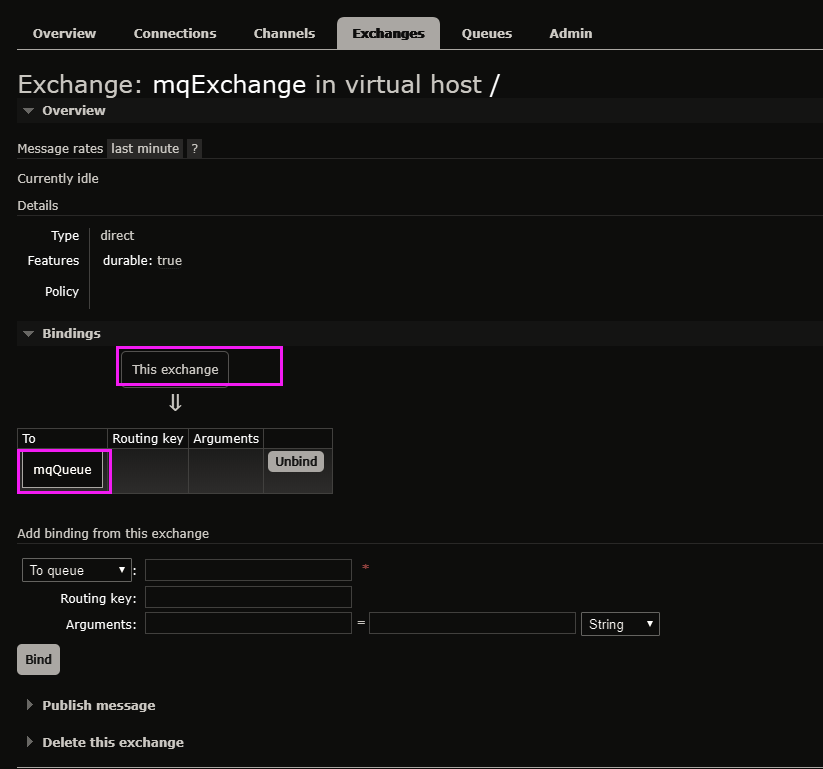 Overview Connections Channels Exchanges Queues Admin
Exchange: mqExchange in virtual host /
Overview
Message rates last minute ?
Currently idle
Details
Type direct
Features durable: true
Policy
Bindings
This exchange
⇓
To Routing key Arguments
mqQueue Unbind
Add binding from this exchange
To queue : *
Routing key:
Arguments: = String
Bind
Publish message
Delete this exchange